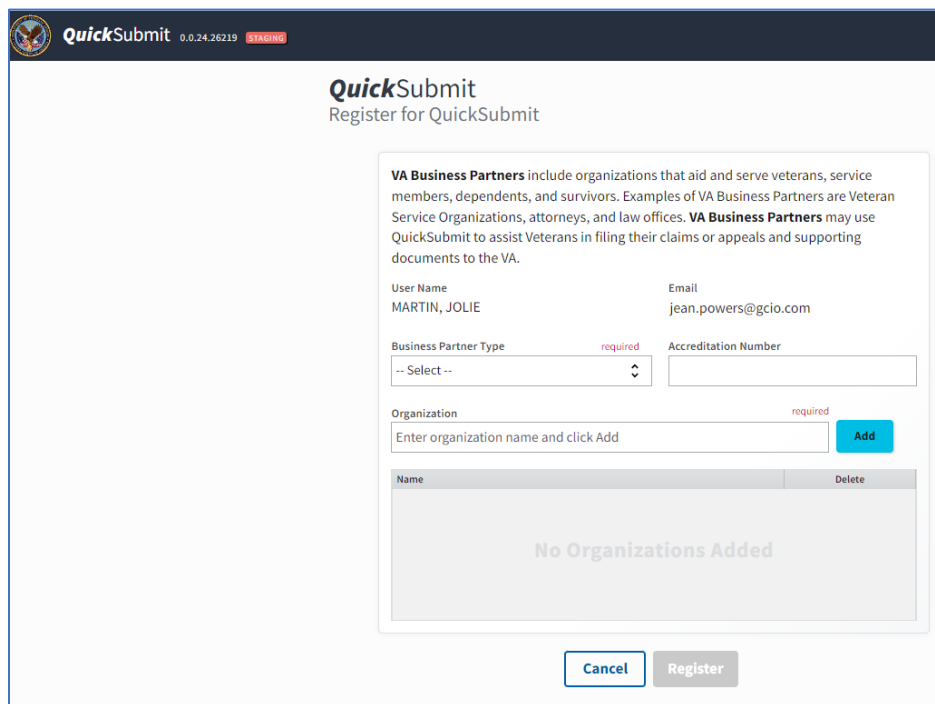 QuickSubmit 0.0.24.26219 STAGING
QuickSubmit
Register for QuickSubmit
VA Business Partners include organizations that aid and serve veterans, service
members, dependents, and survivors. Examples of VA Business Partners are Veteran
Service Organizations, attorneys, and law offices. VA Business Partners may use
QuickSubmit to assist Veterans in filing their claims or appeals and supporting
documents to the VA.
User Name Email
MARTIN, JOLIE jean.powers@gcio.com
Business Partner Type required Accreditation Number
-- Select --
Organization required
Enter organization name and click Add Add
Name Delete
No Organizations Added
Cancel Register